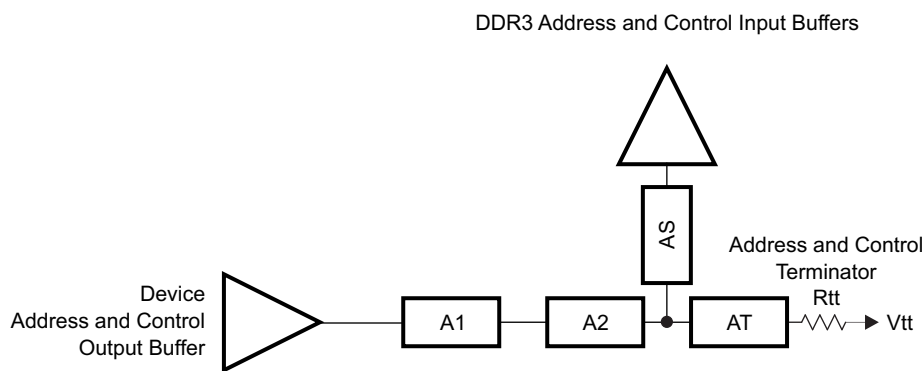 DDR3 Address and Control Input Buffers
AS
Address and Control
Terminator
Rtt
Device
Address and Control
Output Buffer
A1
A2
AT
Vtt